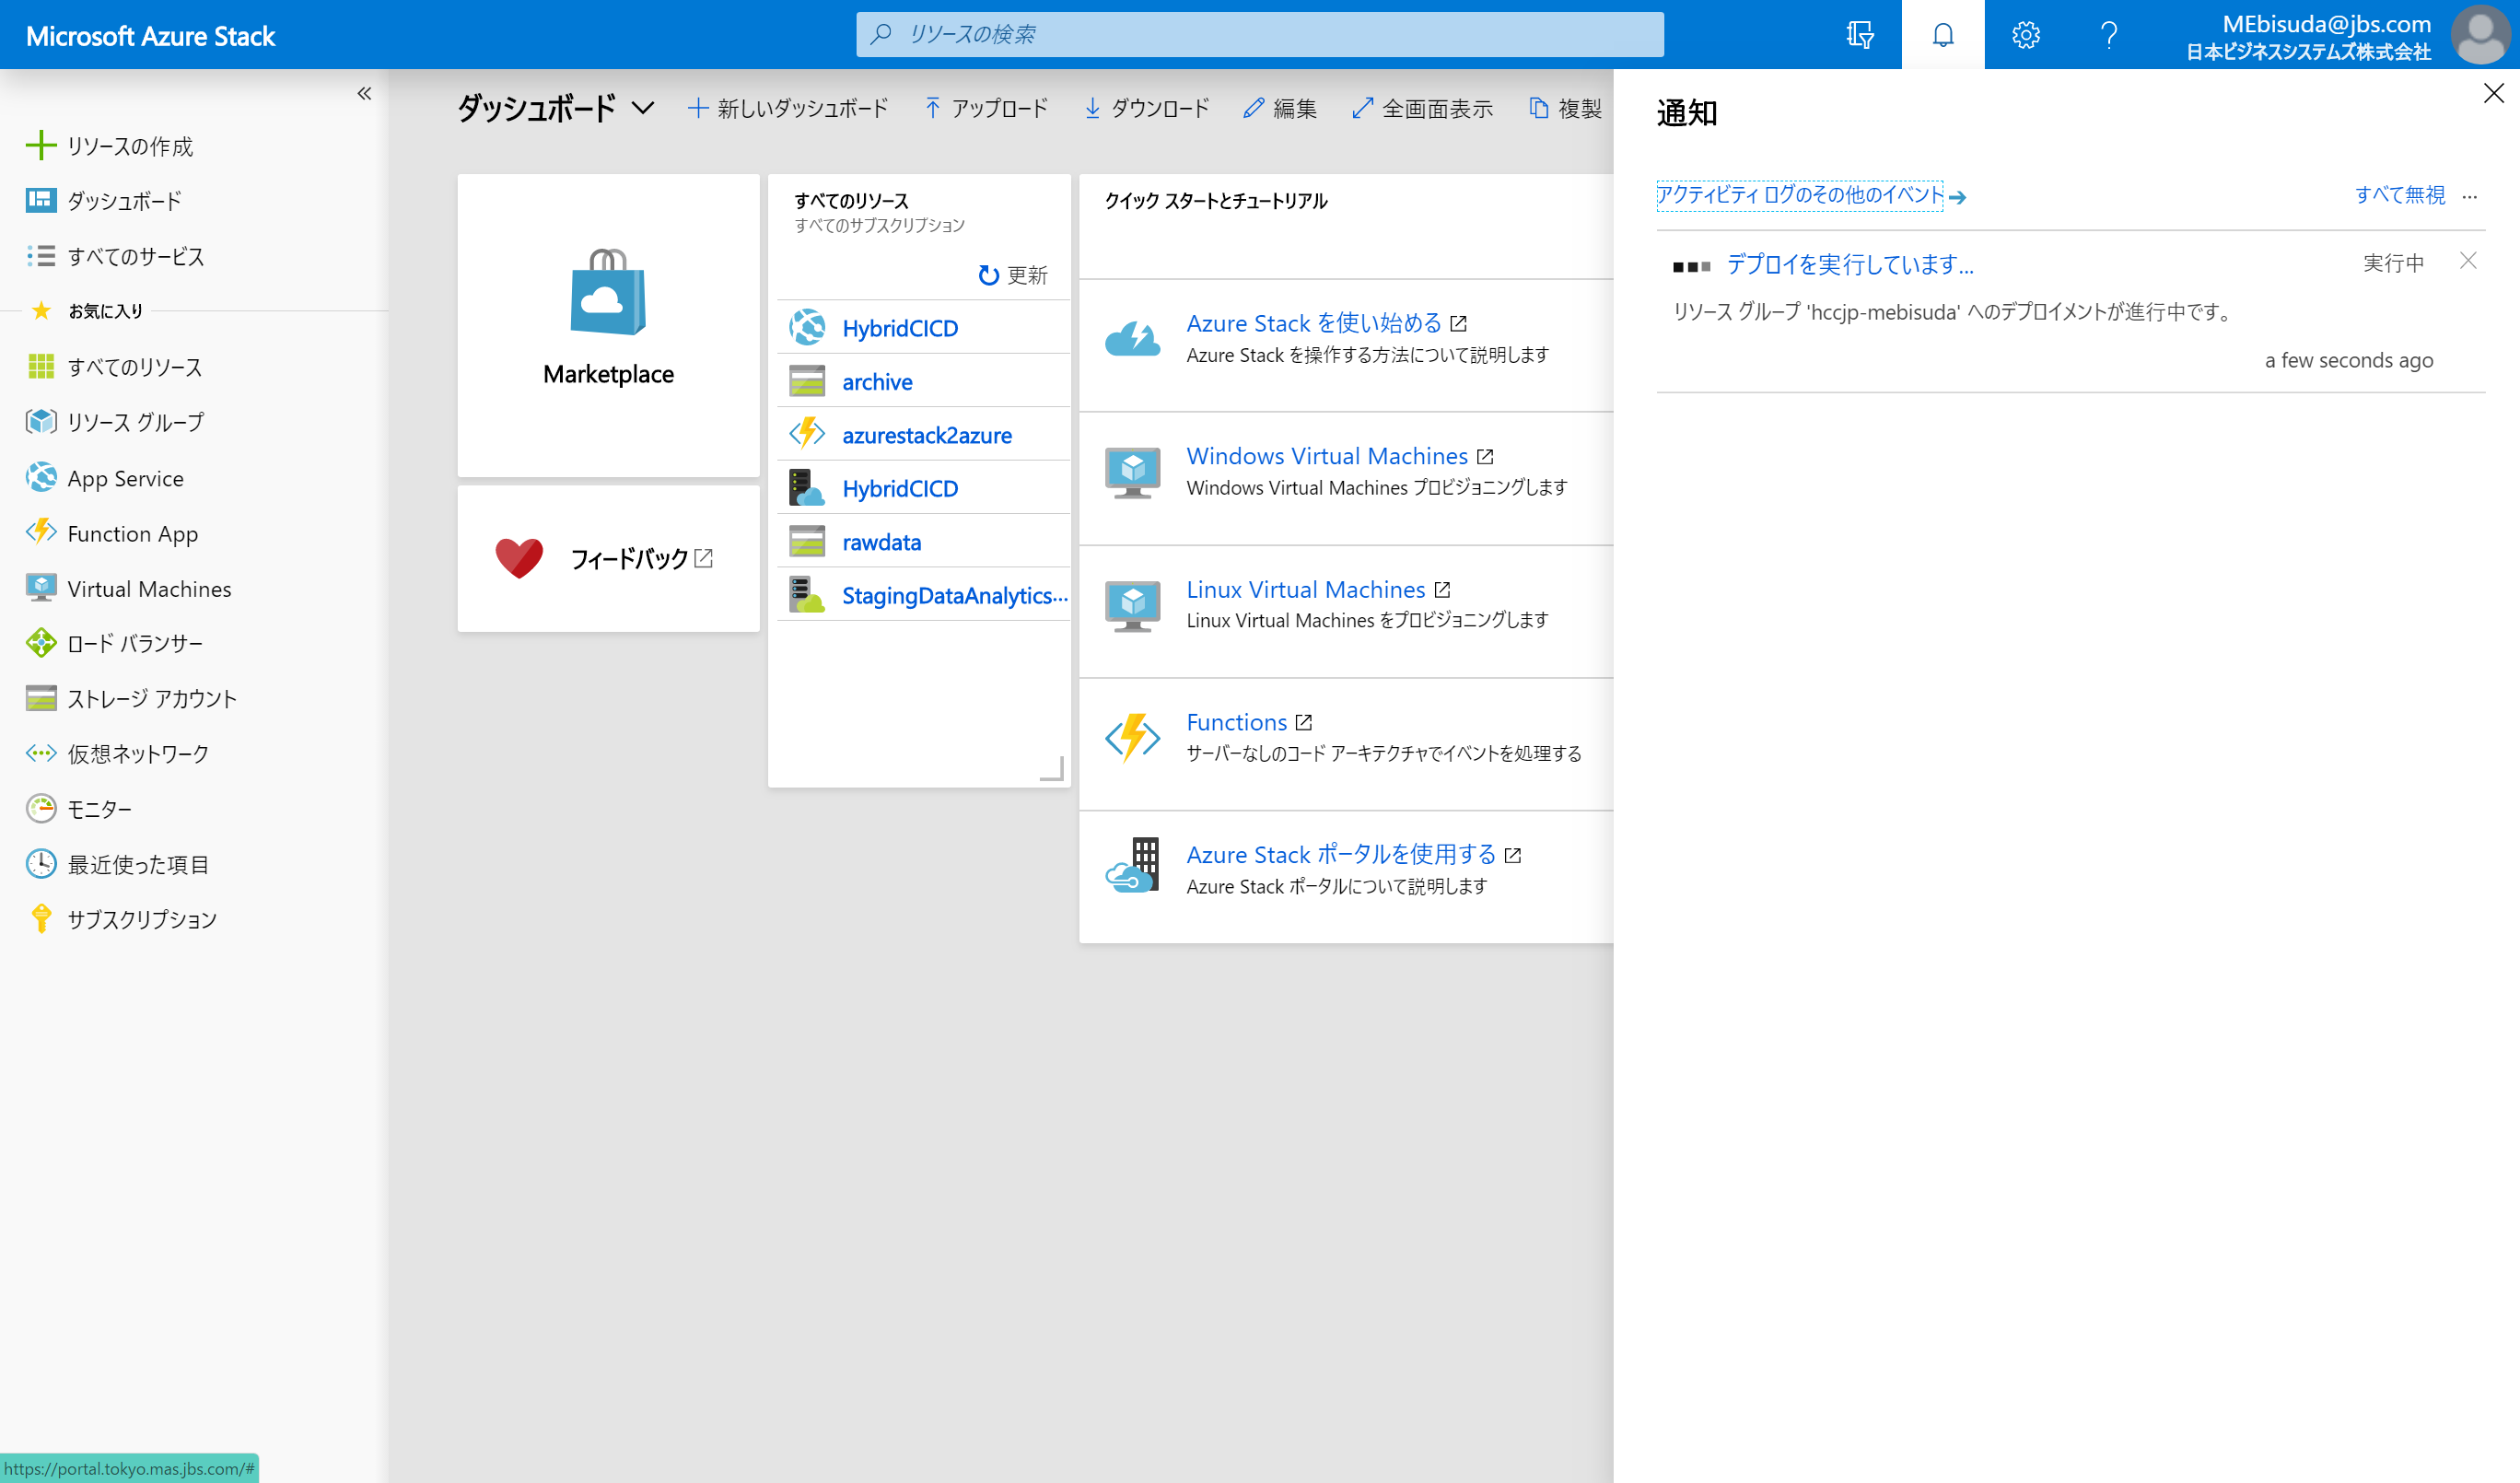 Microsoft Azure Stack
リソースの検索
MEbisuda@jbs.com
日本ビジネスシステムズ株式会社
«
リソースの作成
ダッシュボード
すべてのサービス
お気に入り
すべてのリソース
リソース グループ
App Service
Function App
Virtual Machines
ロード バランサー
ストレージ アカウント
仮想ネットワーク
モニター
最近使った項目
サブスクリプション
ダッシュボード
新しいダッシュボード
アップロード
ダウンロード
編集
全画面表示
複製
Marketplace
フィードバック
すべてのリソース
すべてのサブスクリプション
更新
HybridCICD
archive
azurestack2azure
HybridCICD
rawdata
StagingDataAnalytics…
クイック スタートとチュートリアル
Azure Stack を使い始める
Azure Stack を操作する方法について説明します
Windows Virtual Machines
Windows Virtual Machines プロビジョニングします
Linux Virtual Machines
Linux Virtual Machines をプロビジョニングします
Functions
サーバーなしのコード アーキテクチャでイベントを処理する
Azure Stack ポータルを使用する
Azure Stack ポータルについて説明します
通知
アクティビティ ログのその他のイベント→
すべて無視 …
デプロイを実行しています...
実行中
リソース グループ 'hccjp-mebisuda' へのデプロイメントが進行中です。
a few seconds ago
https://portal.tokyo.mas.jbs.com/#